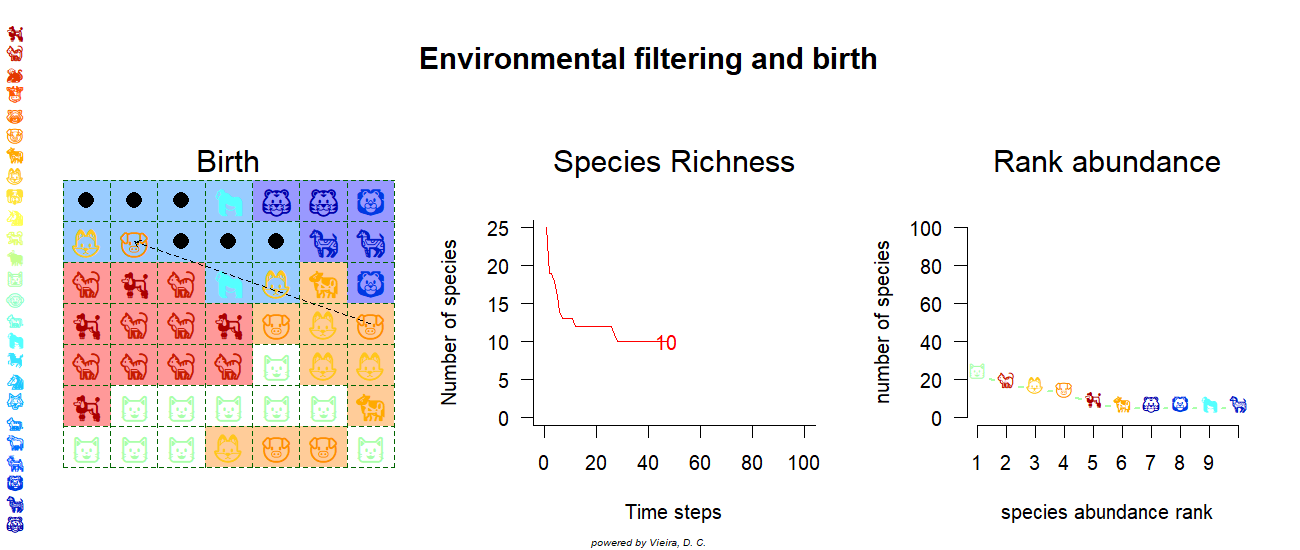 Environmental filtering and birth
Birth
Species Richness
Rank abundance
Number of species
25
20
15
10
5
0
10
0 20 40 60 80 100
Time steps
number of species
100
80
60
40
20
0
1 2 3 4 5 6 7 8 9
species abundance rank
powered by Vieira, D. C.